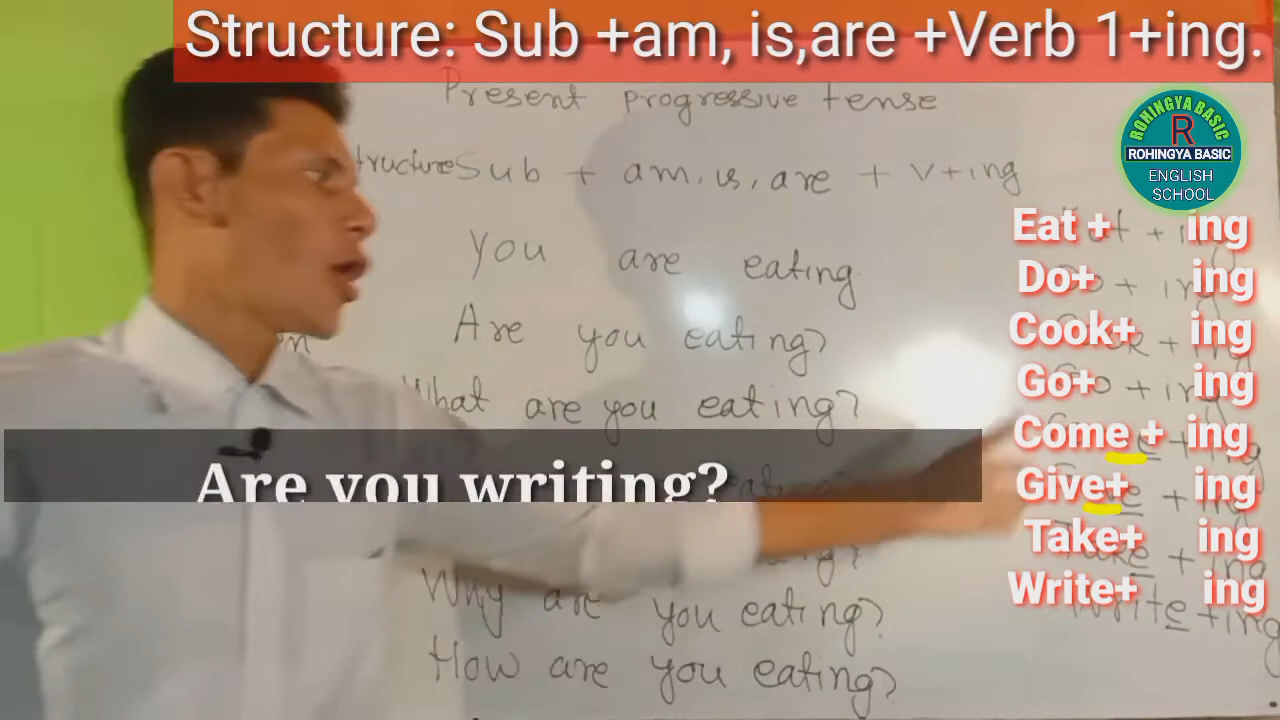 Structure: Sub +am, is,are +Verb 1+ing.
Present progressive tense
ROHINGYA BASIC
R
ROHINGYA BASIC
ENGLISH
SCHOOL
Sub + am, is, are + v+ing
You are eating
Are you eating?
What are you eating?
Are you writing?
Why are you eating?
How are you eating?
Eat + ing
Do+ ing
Cook+ ing
Go+ ing
Come + ing
Give+ ing
Take+ ing
Write+ ing
write +ing